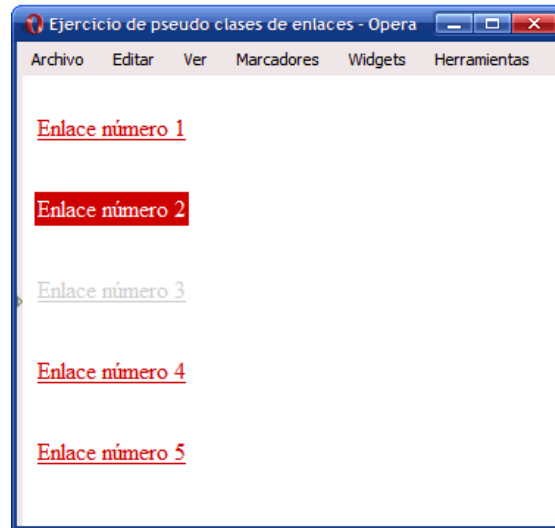 Ejercicio de pseudo clases de enlaces - Opera
Archivo Editar Ver Marcadores Widgets Herramientas
Enlace número 1
Enlace número 2
Enlace número 3
Enlace número 4
Enlace número 5